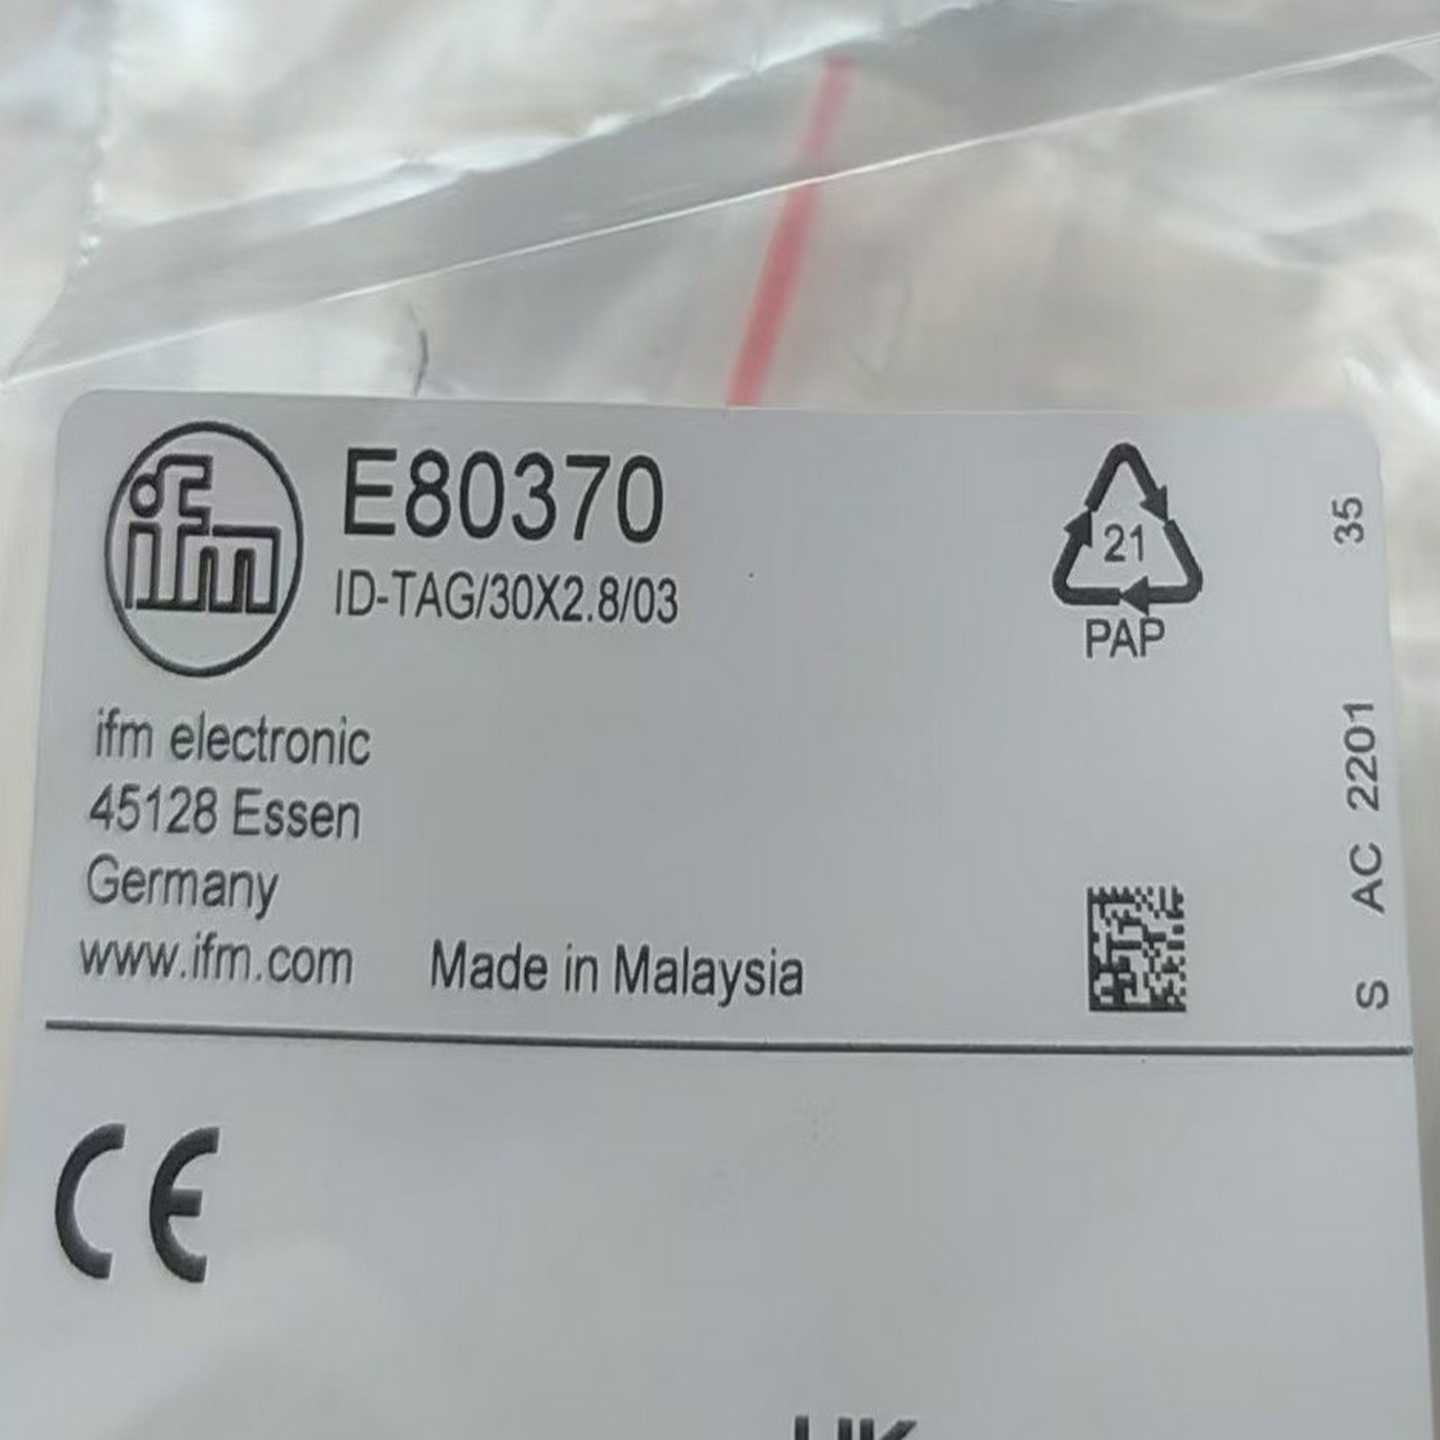 ifm
E80370
ID-TAG/30X2.8/03
21
PAP
35
ifm electronic
45128 Essen
Germany
www.ifm.com Made in Malaysia
S AC 2201
CE
UK